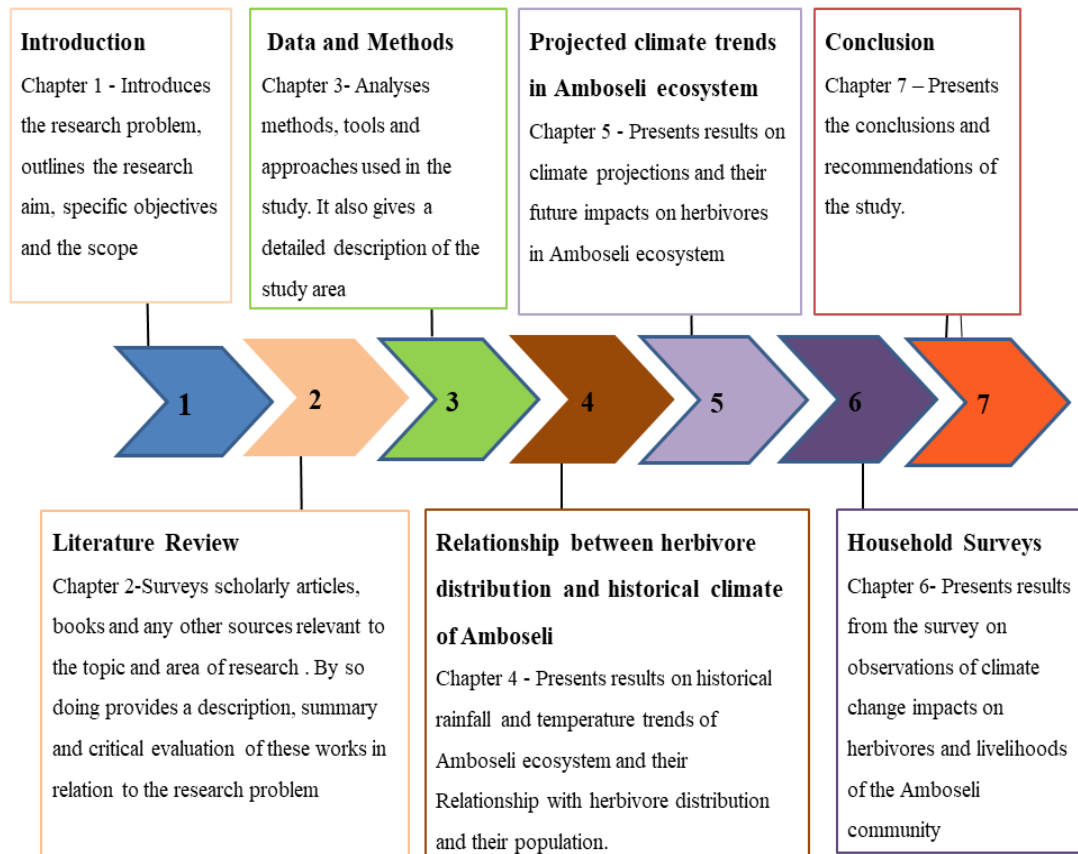 Introduction
Chapter 1 - Introduces
the research problem,
outlines the research
aim, specific objectives
and the scope
Data and Methods
Chapter 3- Analyses
methods, tools and
approaches used in the
study. It also gives a
detailed description of the
study area
Projected climate trends
in Amboseli ecosystem
Chapter 5 - Presents results on
climate projections and their
future impacts on herbivores
in Amboseli ecosystem
Conclusion
Chapter 7 – Presents
the conclusions and
recommendations of
the study.
1
2
3
4
5
6
7
Literature Review
Chapter 2-Surveys scholarly articles,
books and any other sources relevant to
the topic and area of research . By so
doing provides a description, summary
and critical evaluation of these works in
relation to the research problem
Relationship between herbivore
distribution and historical climate
of Amboseli
Chapter 4 - Presents results on historical
rainfall and temperature trends of
Amboseli ecosystem and their
Relationship with herbivore distribution
and their population.
Household Surveys
Chapter 6- Presents results
from the survey on
observations of climate
change impacts on
herbivores and livelihoods
of the Amboseli
community